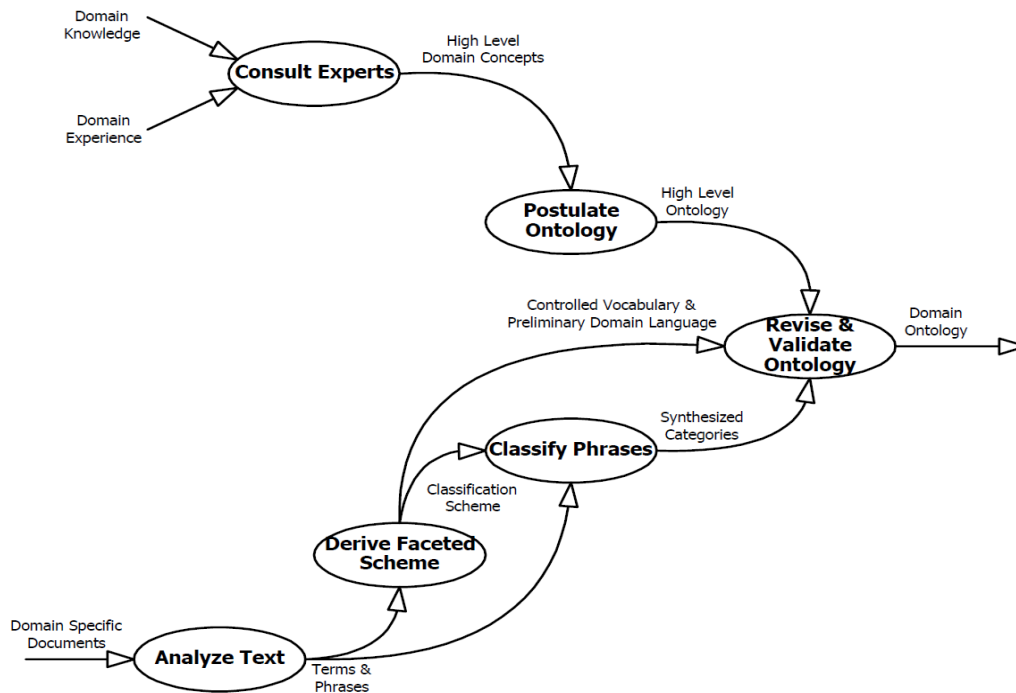 Domain
Knowledge
High Level
Domain Concepts
Consult Experts
Domain
Experience
Postulate
Ontology
High Level
Ontology
Controlled Vocabulary &
Preliminary Domain Language
Revise &
Validate
Ontology
Domain
Ontology
Classify Phrases
Synthesized
Categories
Classification
Scheme
Derive Faceted
Scheme
Domain Specific
Documents
Analyze Text
Terms &
Phrases